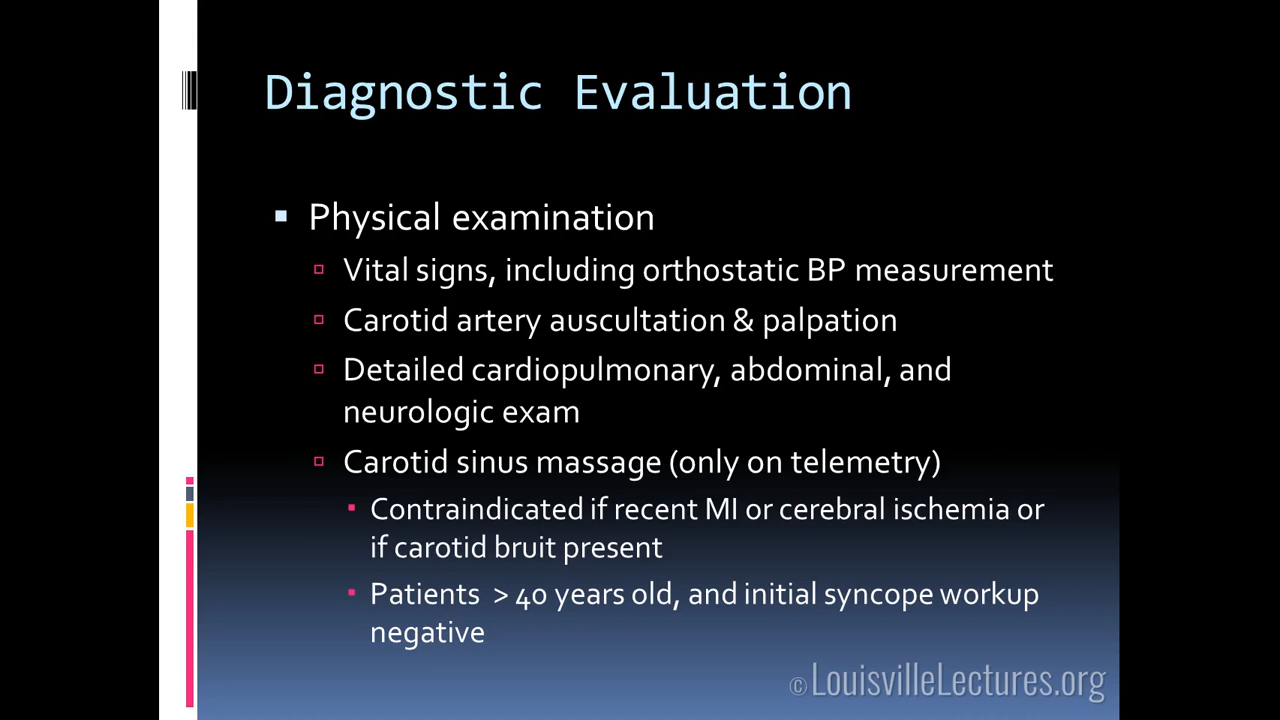 Diagnostic Evaluation
Physical examination
Vital signs, including orthostatic BP measurement
Carotid artery auscultation & palpation
Detailed cardiopulmonary, abdominal, and
neurologic exam
Carotid sinus massage (only on telemetry)
Contraindicated if recent MI or cerebral ischemia or
if carotid bruit present
Patients > 40 years old, and initial syncope workup
negative
© LouisvilleLectures.org